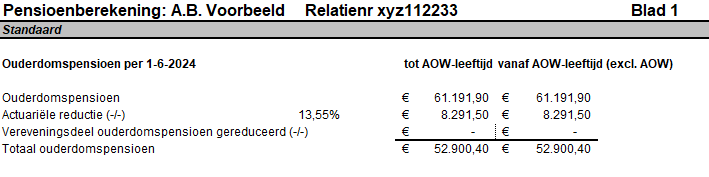 Pensioenberekening: A.B. Voorbeeld Relatienr xyz112233 Blad 1
Standaard
Ouderdomspensioen per 1-6-2024 tot AOW-leeftijd vanaf AOW-leeftijd (excl. AOW)
Ouderdomspensioen € 61.191,90 € 61.191,90
Actuariële reductie (-/-) 13,55% € 8.291,50 € 8.291,50
Vereveningsdeel ouderdomspensioen gereduceerd (-/-) € - € -
Totaal ouderdomspensioen € 52.900,40 € 52.900,40